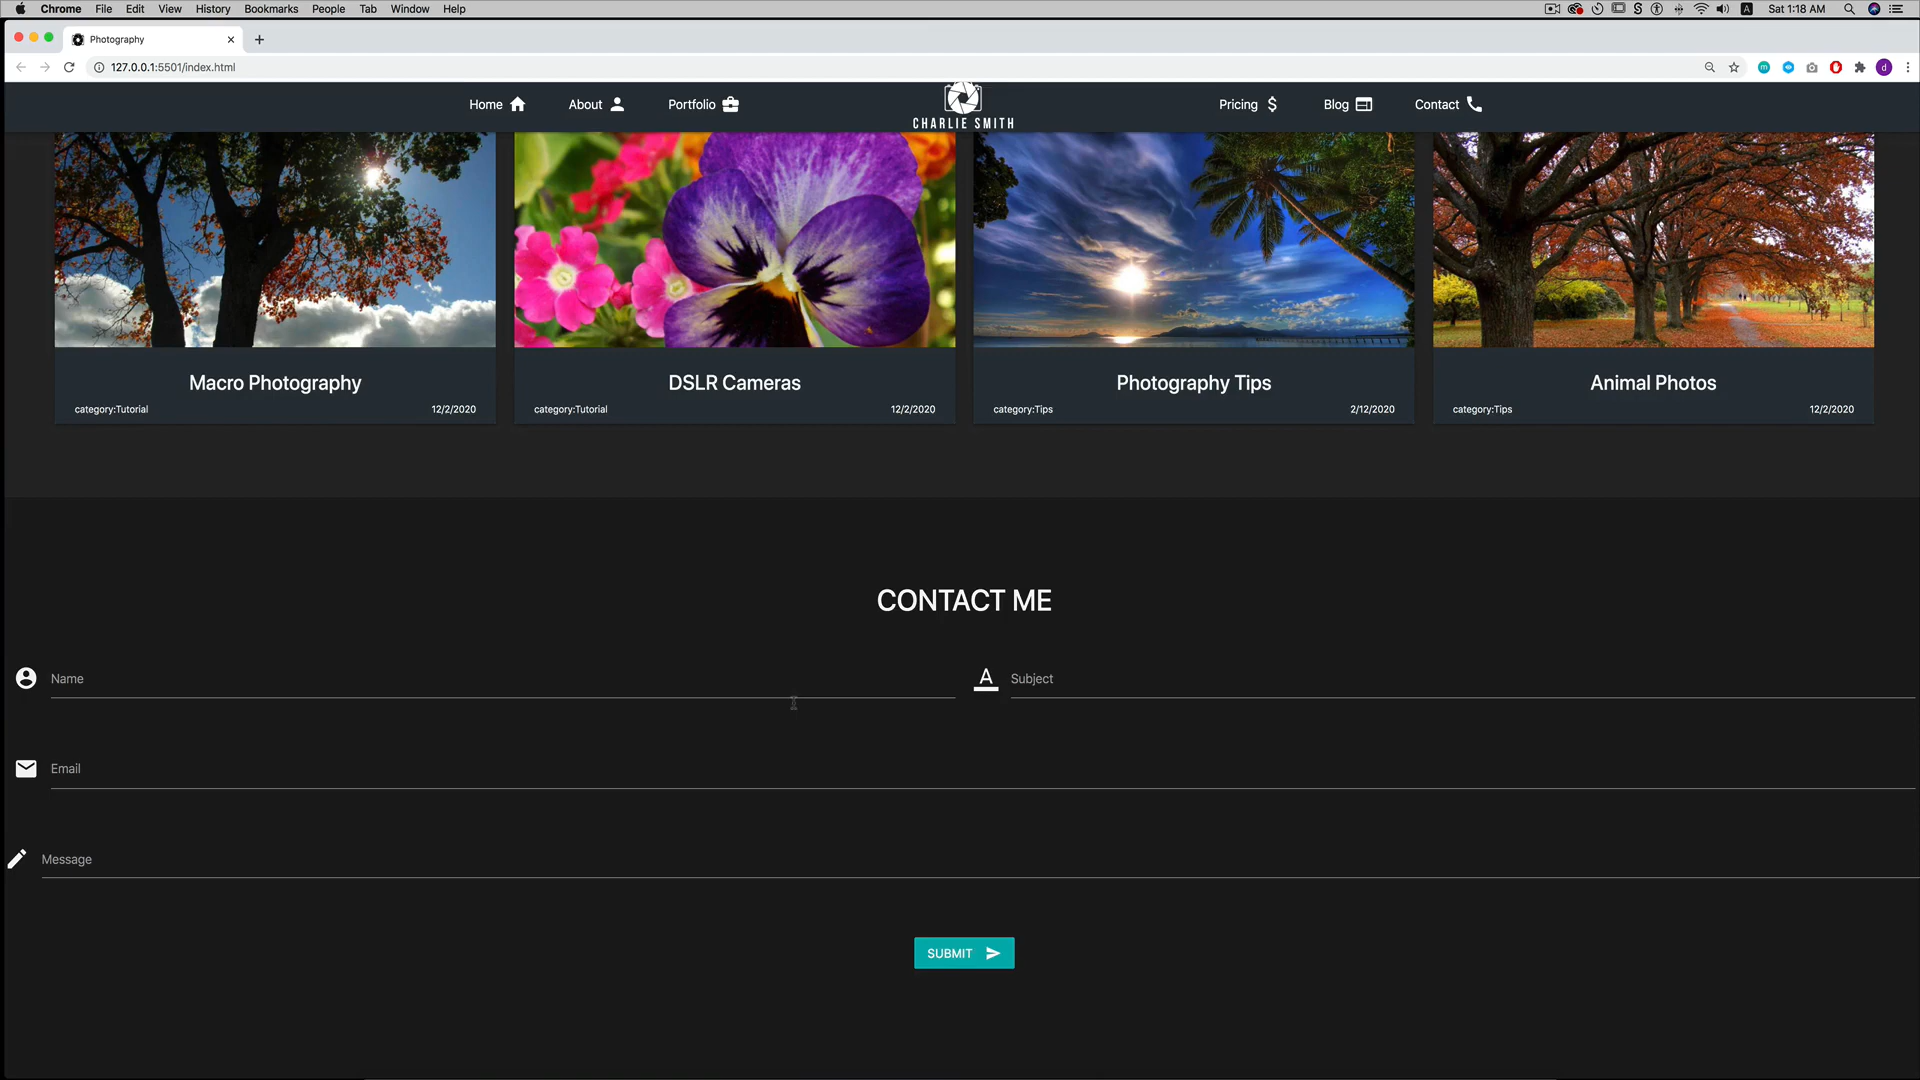 Chrome File Edit View History Bookmarks People Tab Window Help
Sat 1:18 AM
Photography
127.0.0.1:5501/index.html
Home About Portfolio
CHARLIE SMITH
Pricing Blog Contact
Macro Photography
category:Tutorial 12/2/2020
DSLR Cameras
category:Tutorial 12/2/2020
Photography Tips
category:Tips 2/12/2020
Animal Photos
category:Tips 12/2/2020
CONTACT ME
Name
Subject
Email
Message
SUBMIT